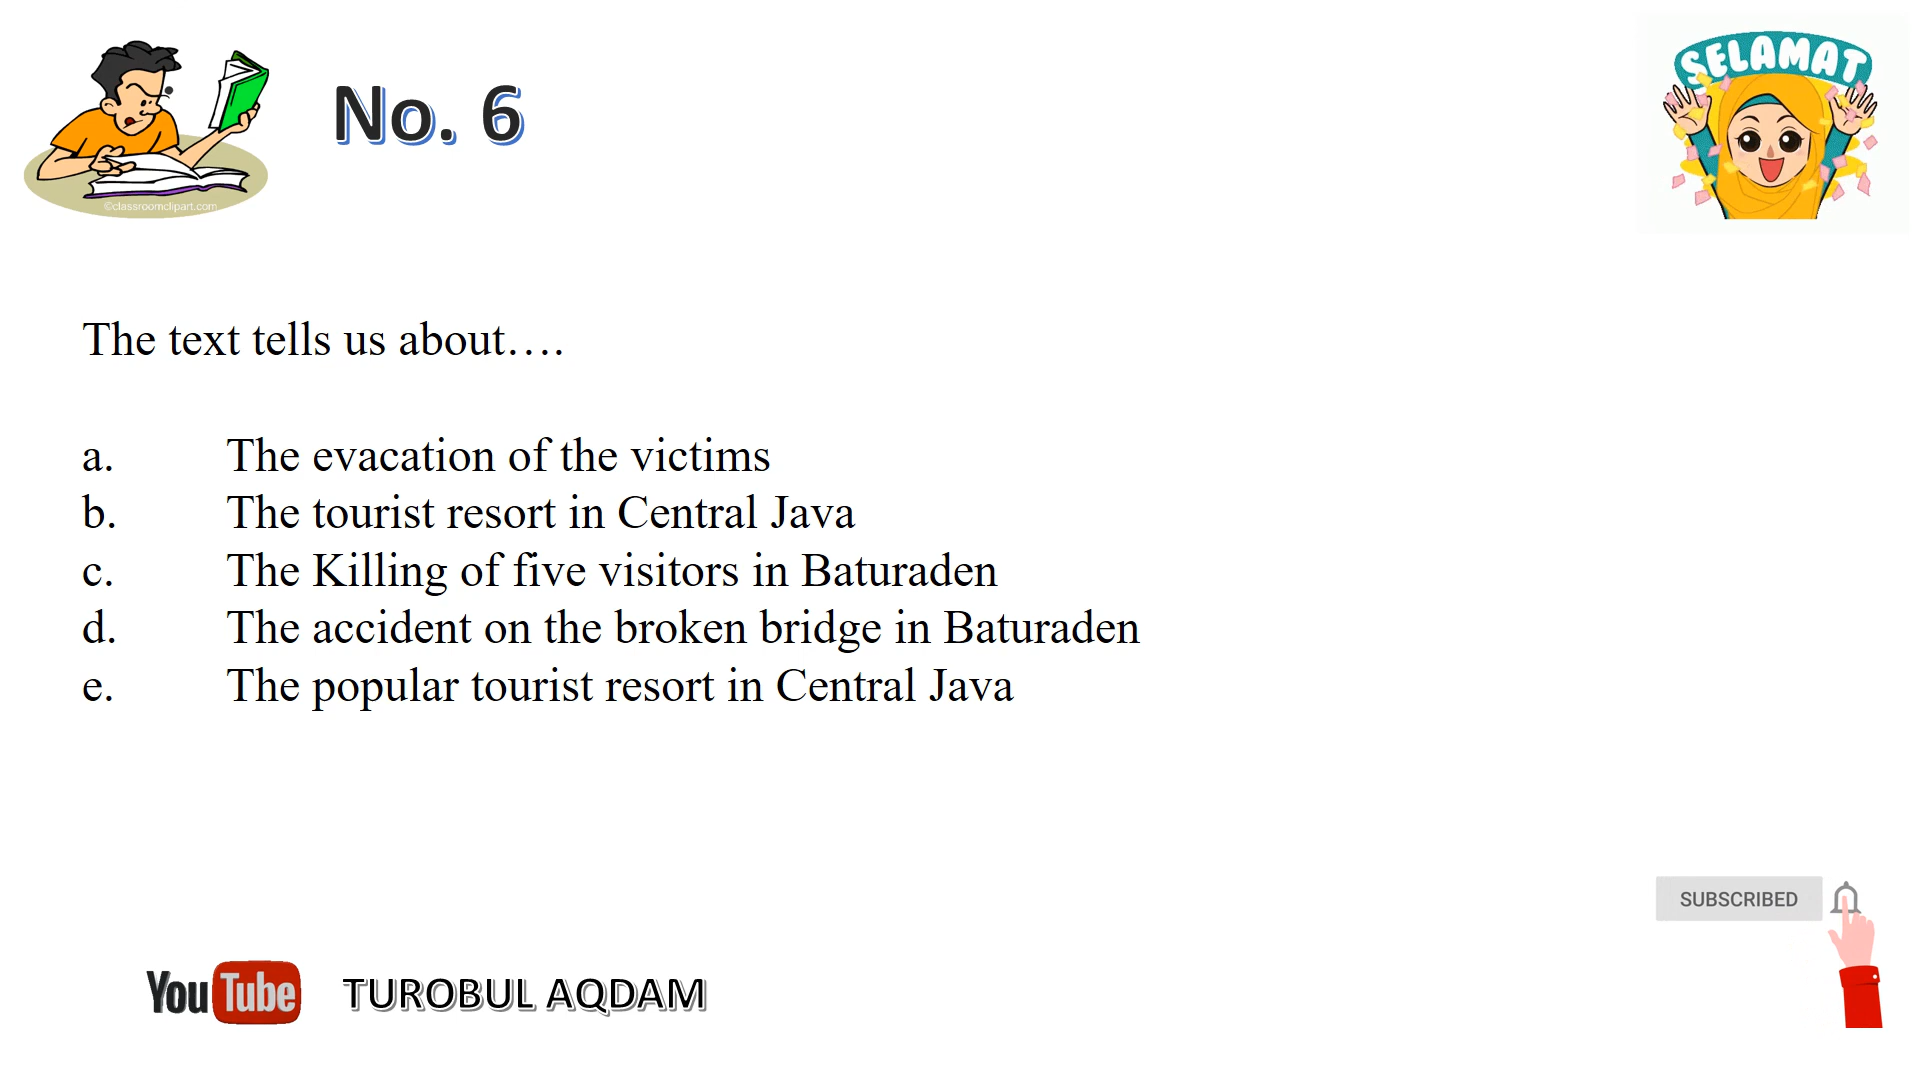 No. 6
SELAMAT
©classroomclipart.com
The text tells us about….
a. The evacation of the victims
b. The tourist resort in Central Java
c. The Killing of five visitors in Baturaden
d. The accident on the broken bridge in Baturaden
e. The popular tourist resort in Central Java
SUBSCRIBED
YouTube TUROBUL AQDAM